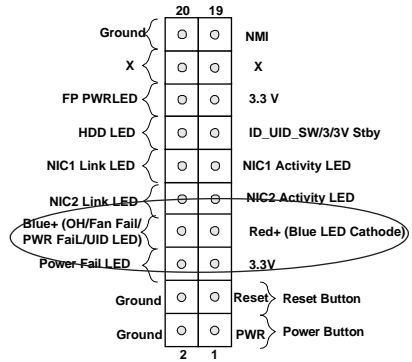 20 19
Ground NMI
X X
FP PWRLED 3.3 V
HDD LED ID_UID_SW/3/3V Stby
NIC1 Link LED NIC1 Activity LED
NIC2 Link LED NIC2 Activity LED
Blue+ (OH/Fan Fail/
PWR FaiL/UID LED) Red+ (Blue LED Cathode)
Power Fail LED 3.3V
Ground Reset Reset Button
Ground PWR Power Button
2 1